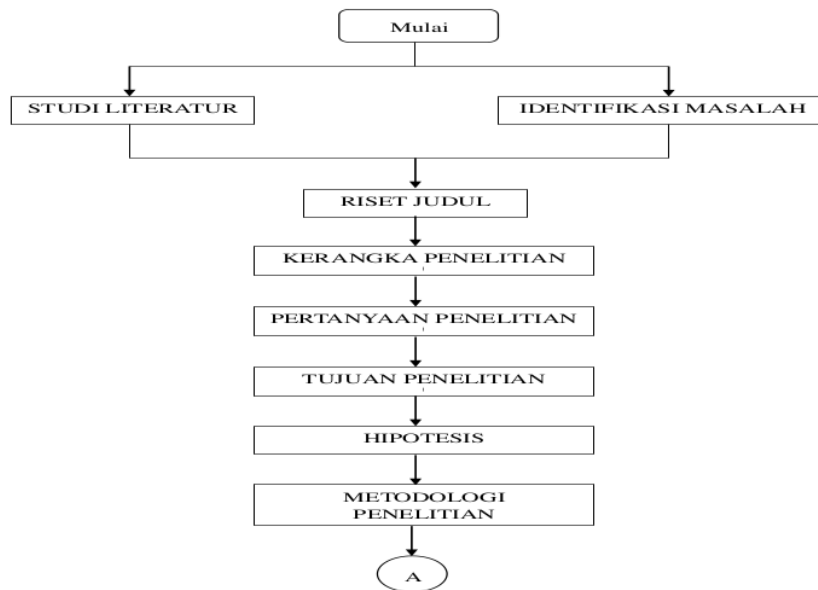 Mulai
STUDI LITERATUR
IDENTIFIKASI MASALAH
RISET JUDUL
KERANGKA PENELITIAN
PERTANYAAN PENELITIAN
TUJUAN PENELITIAN
HIPOTESIS
METODOLOGI
PENELITIAN
A